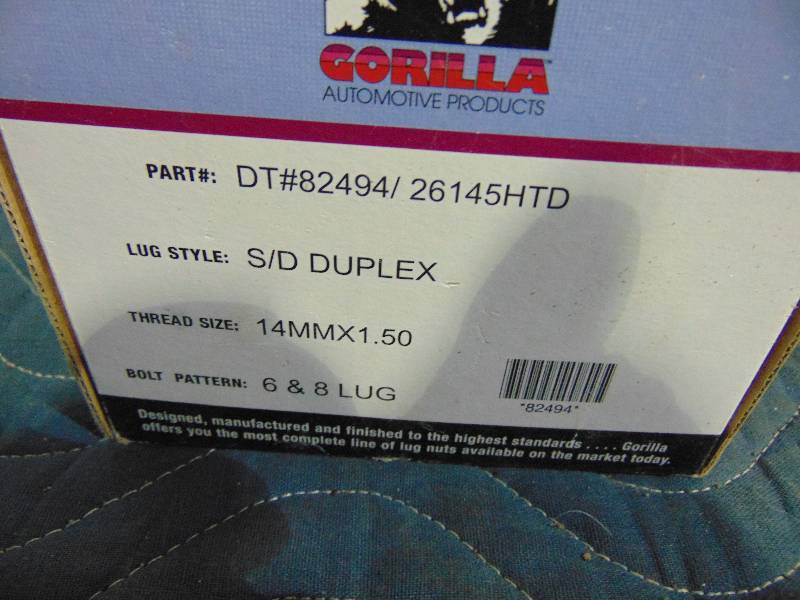 GORILLA™
AUTOMOTIVE PRODUCTS
PART#: DT#82494/ 26145HTD
LUG STYLE: S/D DUPLEX
THREAD SIZE: 14MMX1.50
BOLT PATTERN: 6 & 8 LUG
*82494*
Designed, manufactured and finished to the highest standards . . . . Gorilla
offers you the most complete line of lug nuts available on the market today.